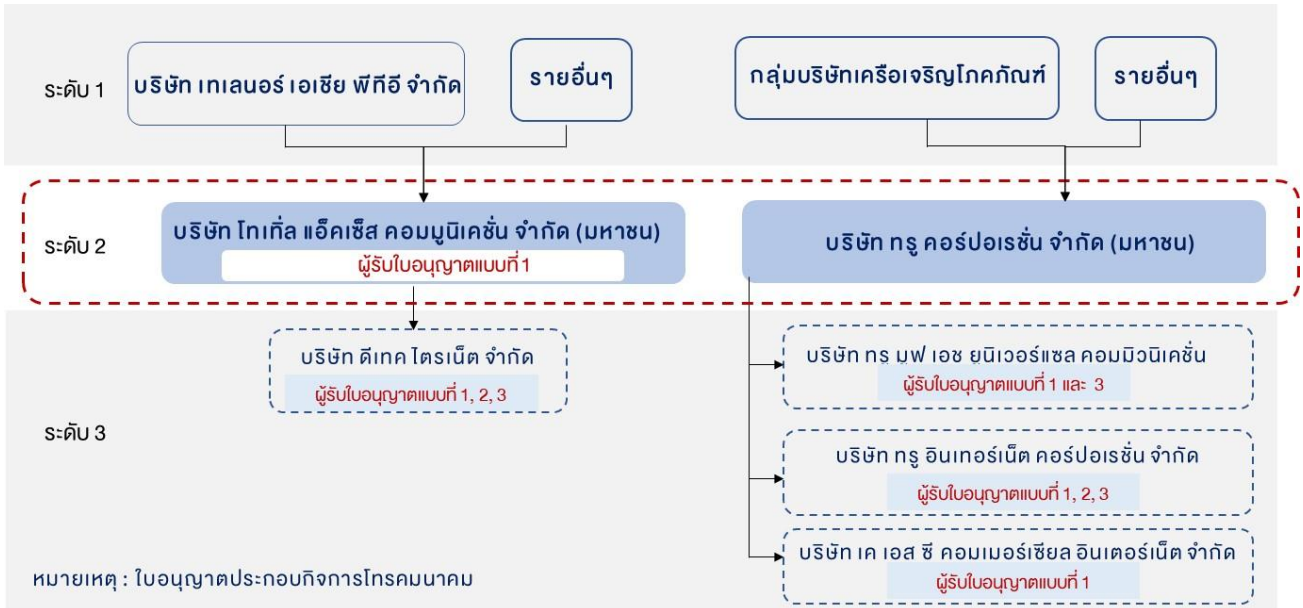 ระดับ 1
บริษัท เทเลนอร์ เอเชีย พีทีอี จำกัด
รายอื่นๆ
กลุ่มบริษัทเครือเจริญโภคภัณฑ์
รายอื่นๆ
ระดับ 2
บริษัท โทเทิ่ล แอ็คเซ็ส คอมมูนิเคชั่น จำกัด (มหาชน)
ผู้รับใบอนุญาตแบบที่ 1
บริษัท ทรู คอร์ปอเรชั่น จำกัด (มหาชน)
ระดับ 3
บริษัท ดีเทค ไตรเน็ต จำกัด
ผู้รับใบอนุญาตแบบที่ 1, 2, 3
บริษัท ทรู มูฟ เอช ยูนิเวอร์แซล คอมมิวนิเคชั่น
ผู้รับใบอนุญาตแบบที่ 1 และ 3
บริษัท ทรู อินเทอร์เน็ต คอร์ปอเรชั่น จำกัด
ผู้รับใบอนุญาตแบบที่ 1, 2, 3
บริษัท เค เอส ซี คอมเมอร์เชียล อินเตอร์เน็ต จำกัด
ผู้รับใบอนุญาตแบบที่ 1
หมายเหตุ : ใบอนุญาตประกอบกิจการโทรคมนาคม